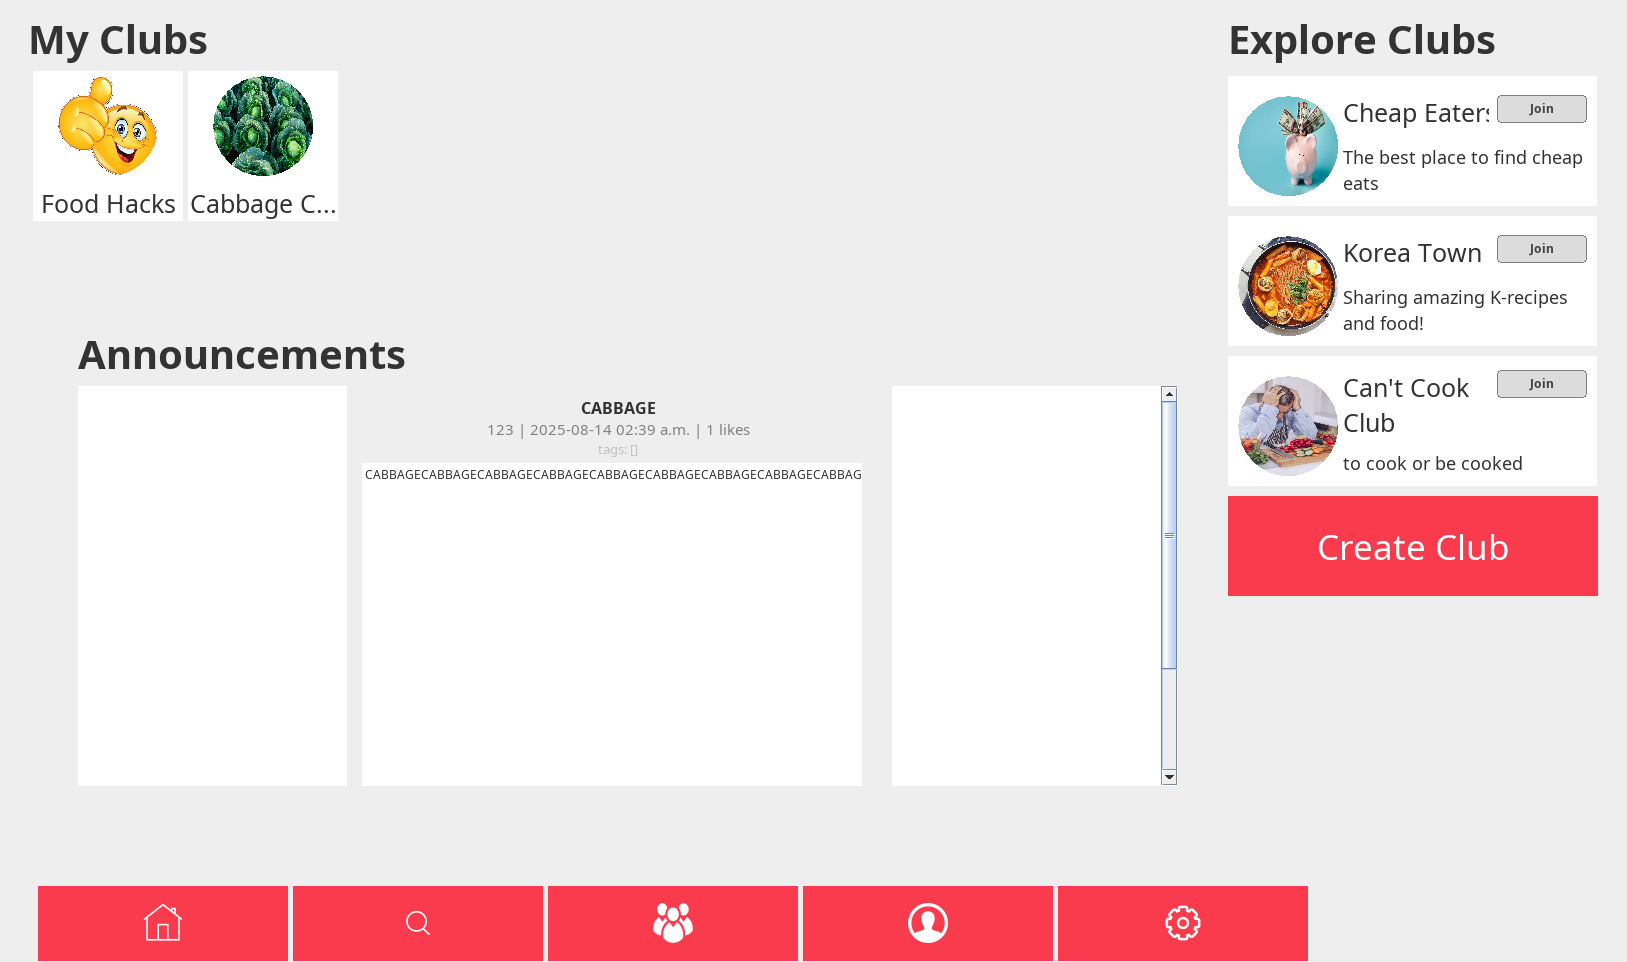 My Clubs
Food Hacks
Cabbage C...
Announcements
CABBAGE
123 | 2025-08-14 02:39 a.m. | 1 likes
tags: []
CABBAGECABBAGECABBAGECABBAGECABBAGECABBAGECABBAGECABBAGECABBAG
Explore Clubs
Cheap Eaters
Join
The best place to find cheap
eats
Korea Town
Join
Sharing amazing K-recipes
and food!
Can't Cook
Club
Join
to cook or be cooked
Create Club